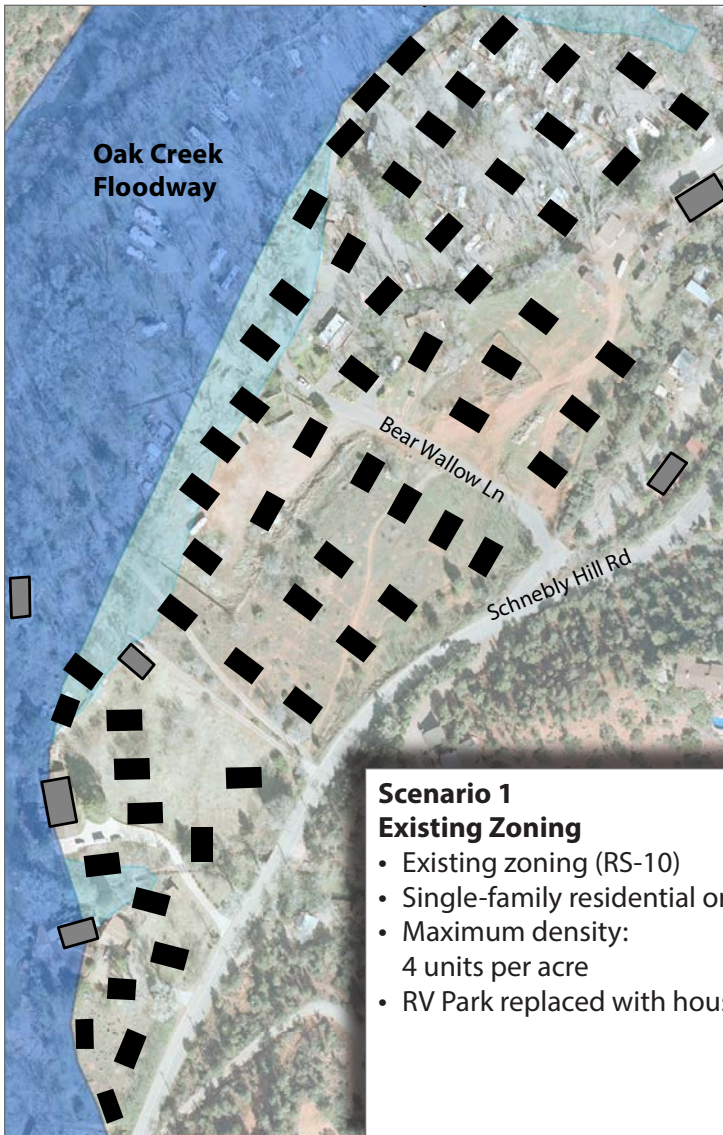 Oak Creek
Floodway
Bear Wallow Ln
Schnebly Hill Rd
Scenario 1
Existing Zoning
• Existing zoning (RS-10)
• Single-family residential
• Maximum density:
4 units per acre
• RV Park replaced with